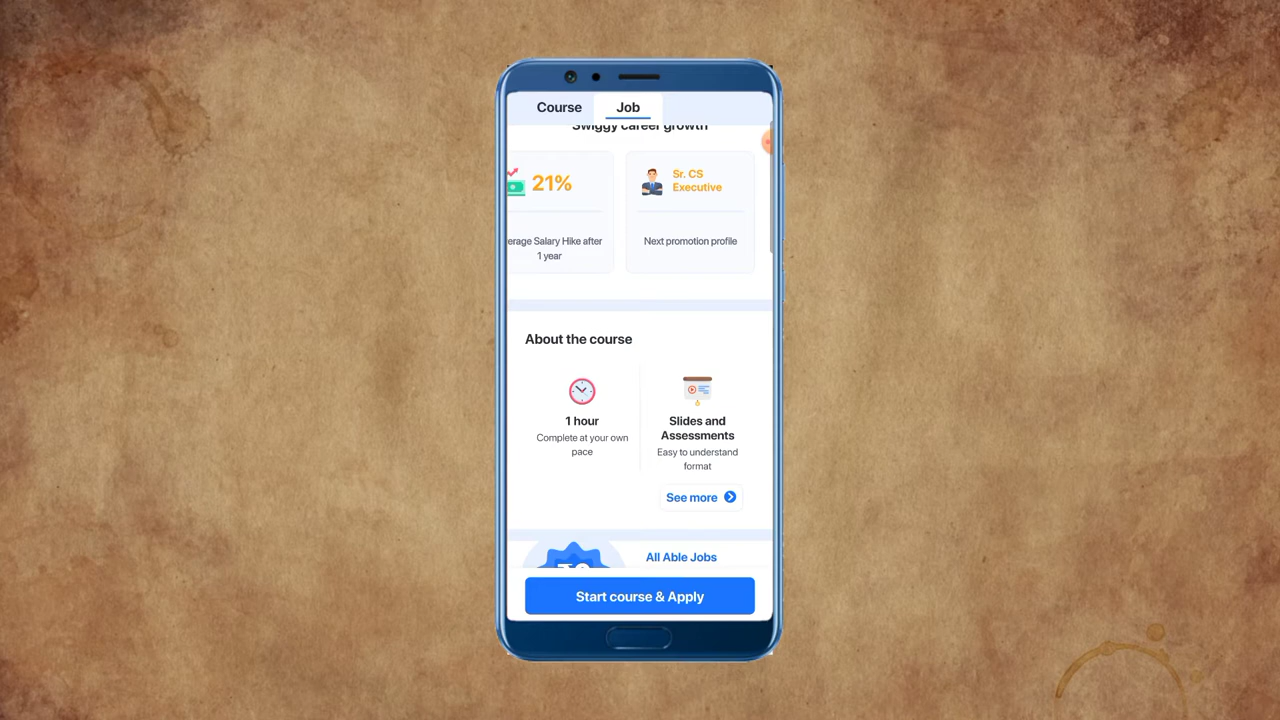 Course Job
Swiggy career growth
21%
Sr. CS
Executive
erage Salary Hike after
1 year
Next promotion profile
About the course
1 hour
Complete at your own
pace
Slides and
Assessments
Easy to understand
format
See more
All Able Jobs
Start course & Apply